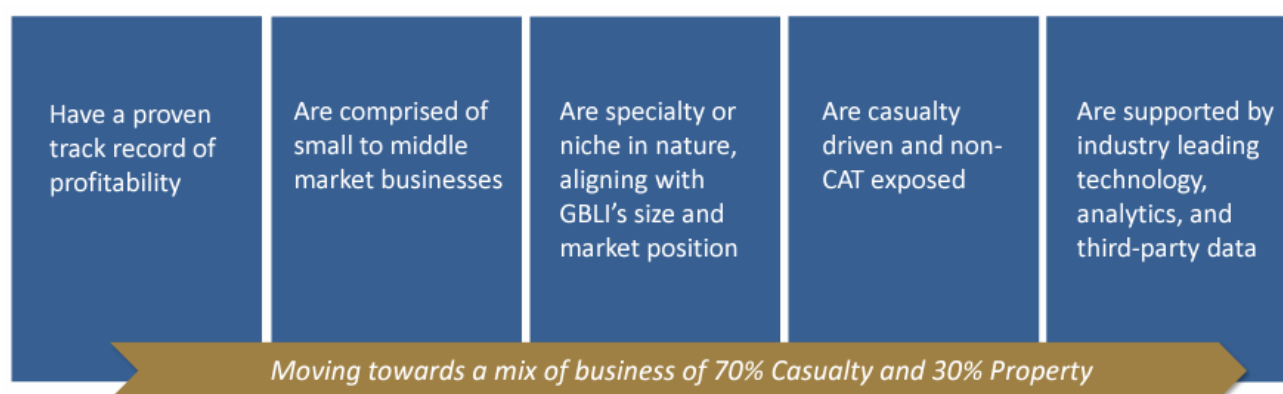 Have a proven
track record of
profitability
Are comprised of
small to middle
market businesses
Are specialty or
niche in nature,
aligning with
GBLI’s size and
market position
Are casualty
driven and non-
CAT exposed
Are supported by
industry leading
technology,
analytics, and
third-party data
Moving towards a mix of business of 70% Casualty and 30% Property